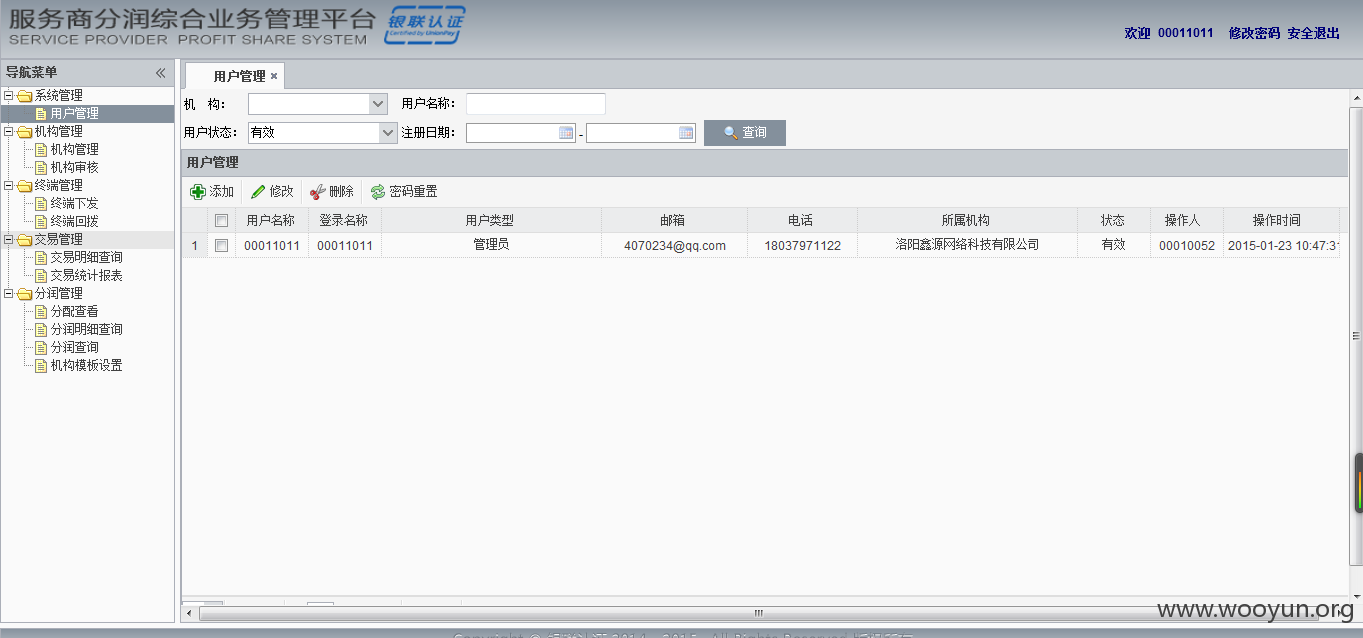 服务商分润综合业务管理平台 银联认证
SERVICE PROVIDER PROFIT SHARE SYSTEM Certified by UnionPay
欢迎 00011011 修改密码 安全退出
导航菜单
系统管理
用户管理
机构管理
机构管理
机构审核
终端管理
终端下发
终端回拨
交易管理
交易明细查询
交易统计报表
分润管理
分配查看
分润明细查询
分润查询
机构模板设置
用户管理
机 构： 用户名称：
用户状态： 有效 注册日期： - 查询
用户管理
添加 修改 删除 密码重置
用户名称 登录名称 用户类型 邮箱 电话 所属机构 状态 操作人 操作时间
1 00011011 00011011 管理员 4070234@qq.com 18037971122 洛阳鑫源网络科技有限公司 有效 00010052 2015-01-23 10:47:3
www.wooyun.org